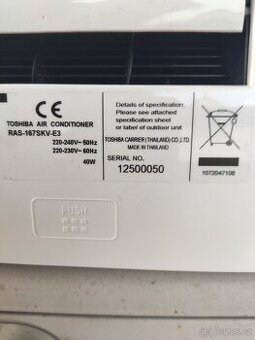 CE
TOSHIBA AIR CONDITIONER
RAS-167SKV-E3
220-240V~50Hz
220-230V~60Hz
40W
Details of specification,
Please see specification sheet
or label of outdoor unit
TOSHIBA CARRIER (THAILAND) CO.,LTD.
MADE IN THAILAND
SERIAL NO.
12500050
1072047108
PUSH
Bazos.cz